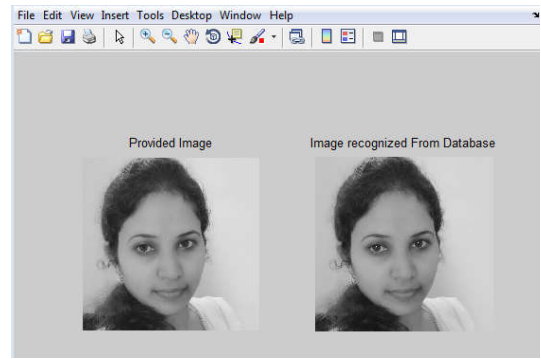 File Edit View Insert Tools Desktop Window Help
Provided Image Image recognized From Database